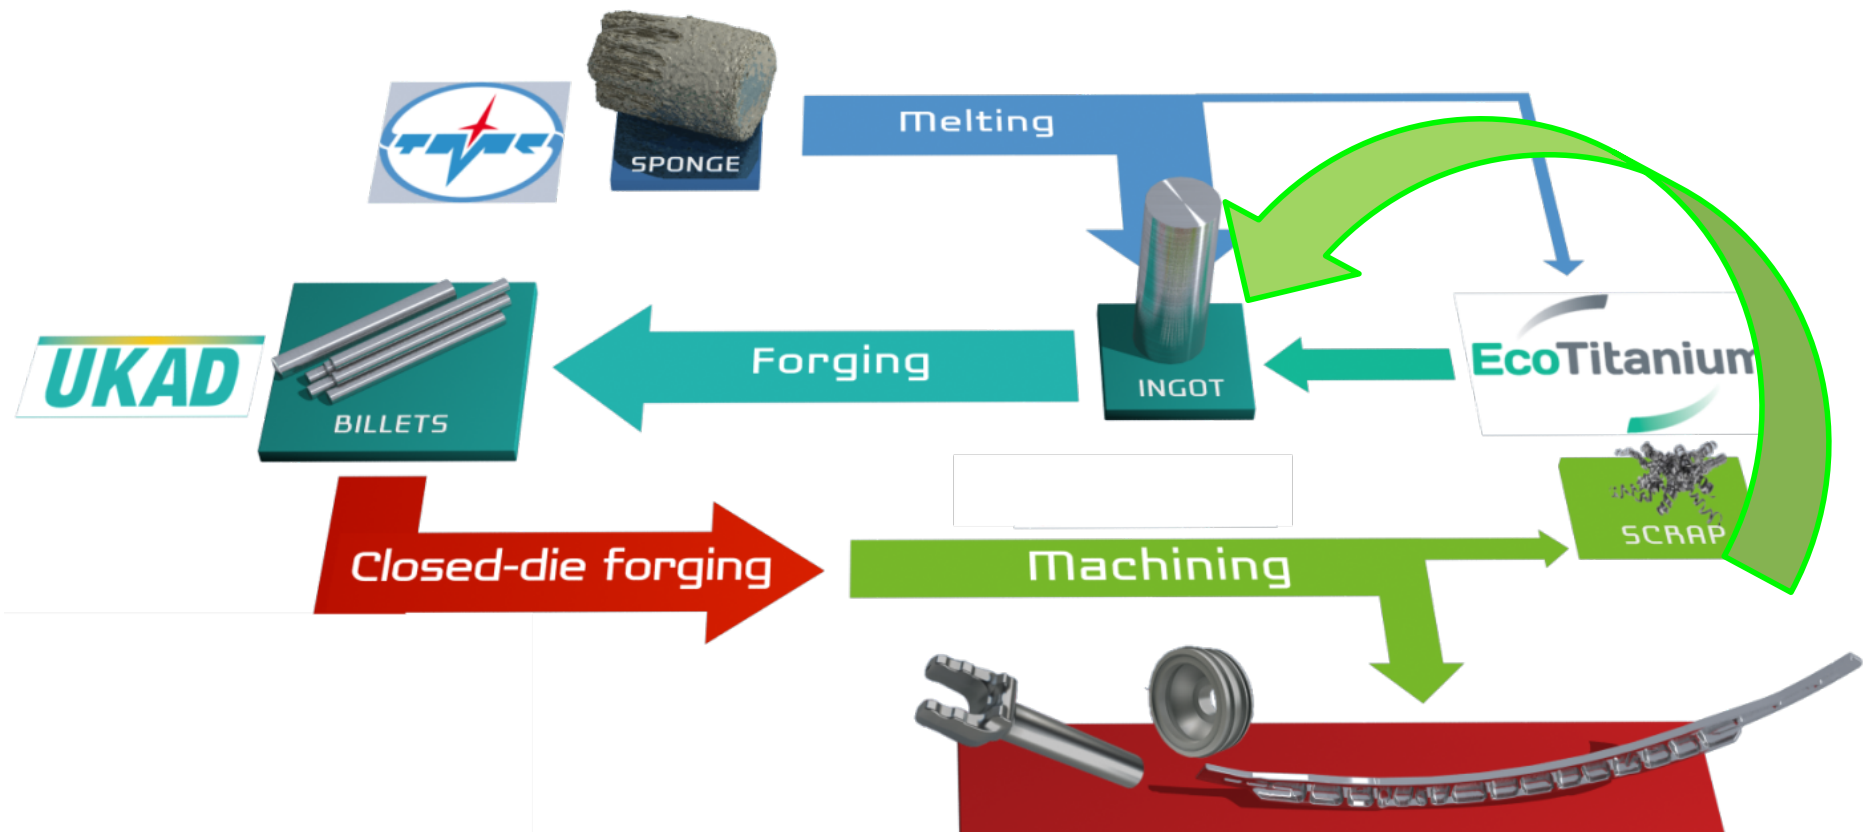 SPONGE
Melting
UKAD
BILLETS
Forging
INGOT
EcoTitanium
Closed-die forging
Machining
SCRAP